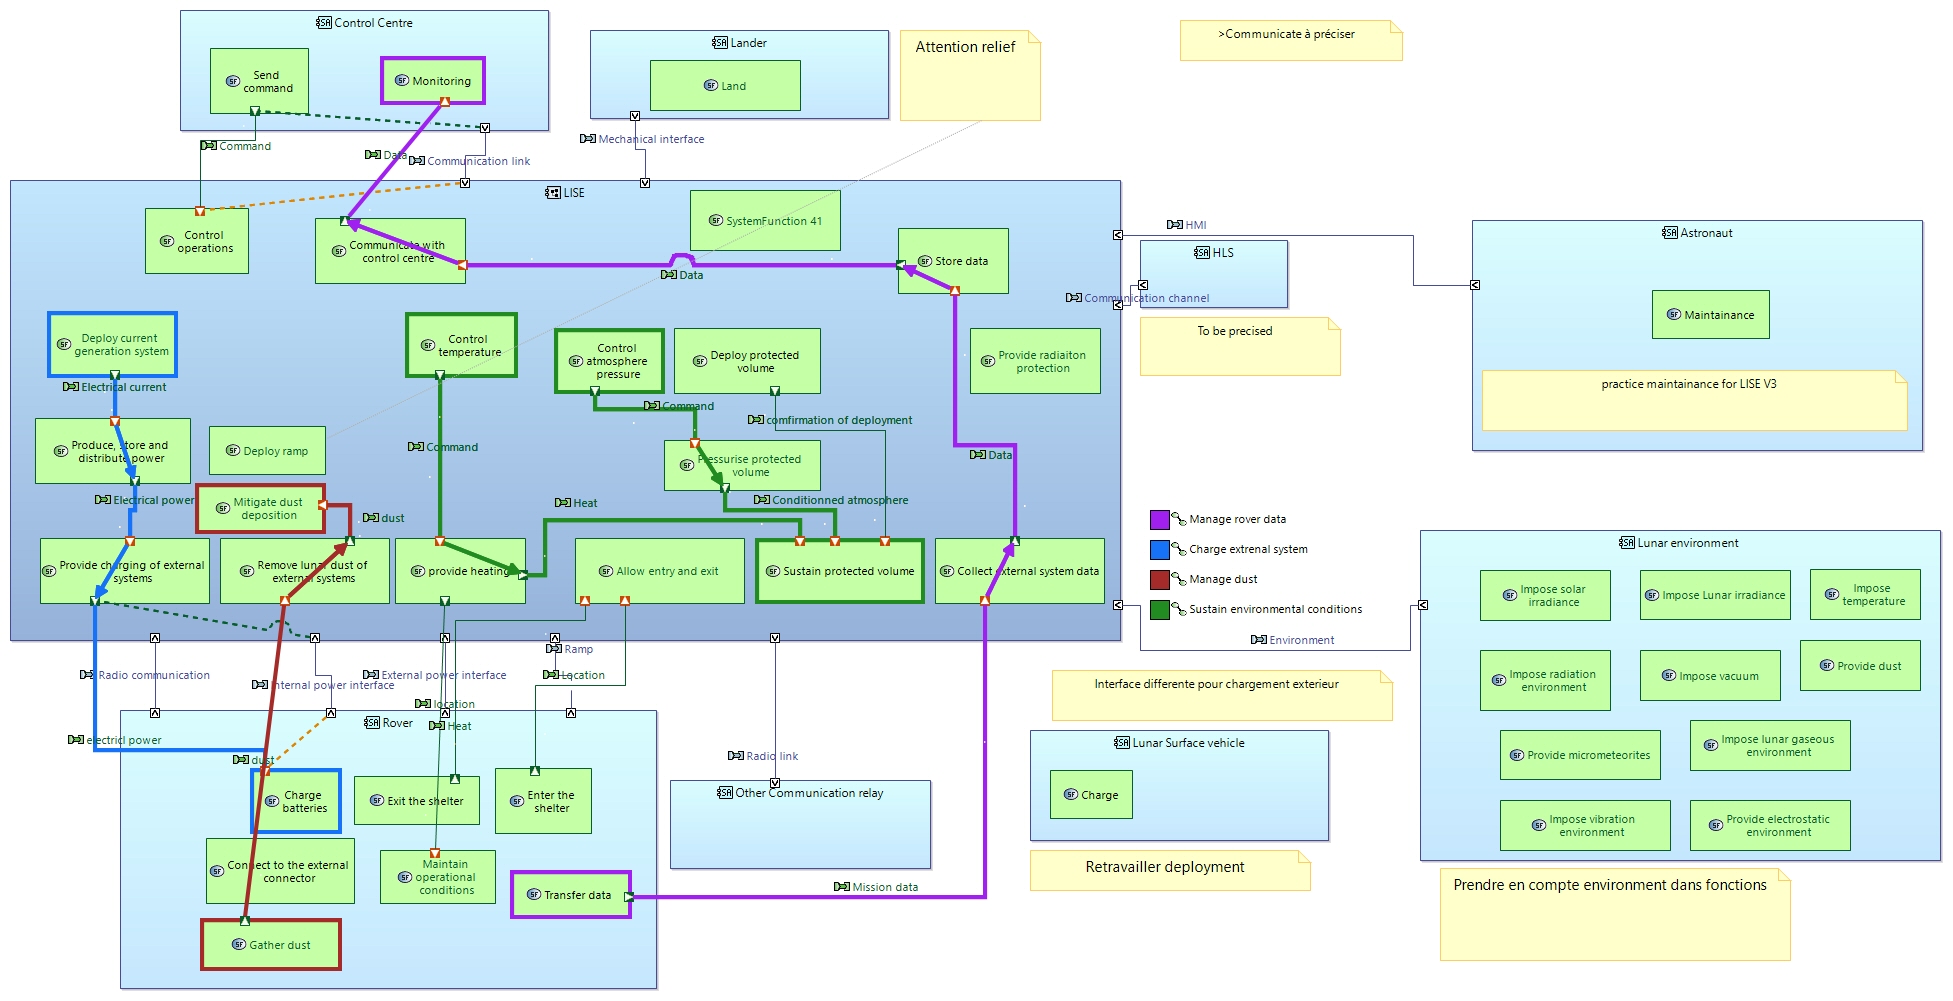 Control Centre
Send
command
Monitoring
Lander
Land
Attention relief
>Communicate à préciser
Command
Data
Communication link
Mechanical interface
LISE
Control
operations
Communicate with
control centre
SystemFunction 41
Store data
Data
HMI
HLS
Communication channel
To be precised
Astronaut
Maintainance
practice maintainance for LISE V3
Deploy current
generation system
Control
temperature
Control
atmosphere
pressure
Deploy protected
volume
Provide radiaiton
protection
Electrical current
Command
comfirmation of deployment
Produce, store and
distribute power
Deploy ramp
Command
Pressurise protected
volume
Data
Electrical power
Mitigate dust
deposition
dust
Heat
Conditionned atmosphere
Provide charging of external
systems
Remove lunar dust of
external systems
provide heating
Allow entry and exit
Sustain protected volume
Collect external system data
Manage rover data
Charge extrenal system
Manage dust
Sustain environmental conditions
Environment
Lunar environment
Impose solar
irradiance
Impose Lunar irradiance
Impose
temperature
Impose radiation
environment
Impose vacuum
Provide dust
Provide micrometeorites
Impose lunar gaseous
environment
Impose vibration
environment
Provide electrostatic
environment
Prendre en compte environment dans fonctions
Radio communication
Internal power interface
External power interface
Ramp
Location
location
Heat
electricl power
dust
Radio link
Rover
Charge
batteries
Exit the shelter
Enter the
shelter
Connect to the external
connector
Maintain
operational
conditions
Transfer data
Gather dust
Mission data
Other Communication relay
Interface differente pour chargement exterieur
Lunar Surface vehicle
Charge
Retravailler deployment